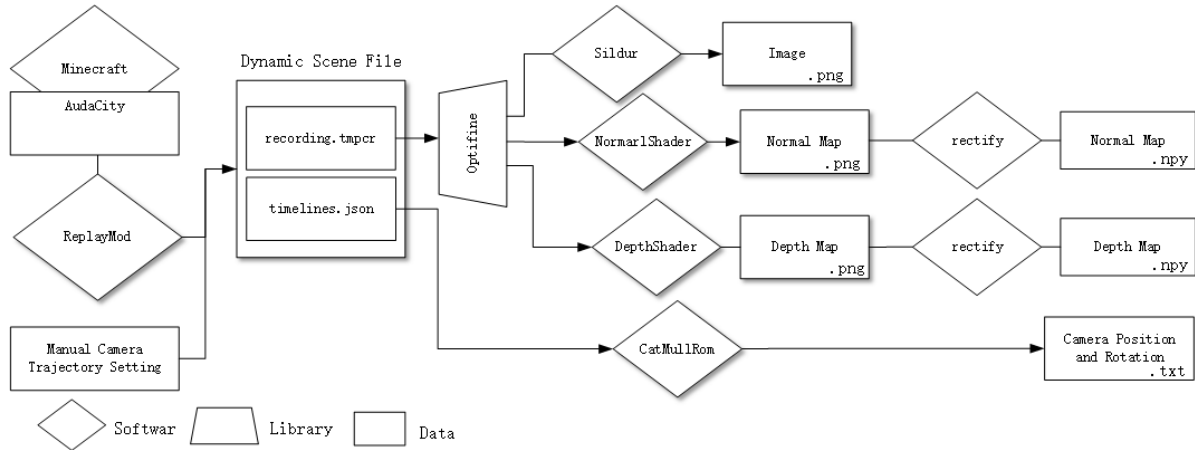 Minecraft
AudaCity
ReplayMod
Manual Camera
Trajectory Setting
Dynamic Scene File
recording.tmpcr
timelines.json
Optifine
Sildur
Image
.png
NormarlShader
Normal Map
.png
rectify
Normal Map
.npy
DepthShader
Depth Map
.png
rectify
Depth Map
.npy
CatMullRom
Camera Position
and Rotation
.txt
Softwar
Library
Data